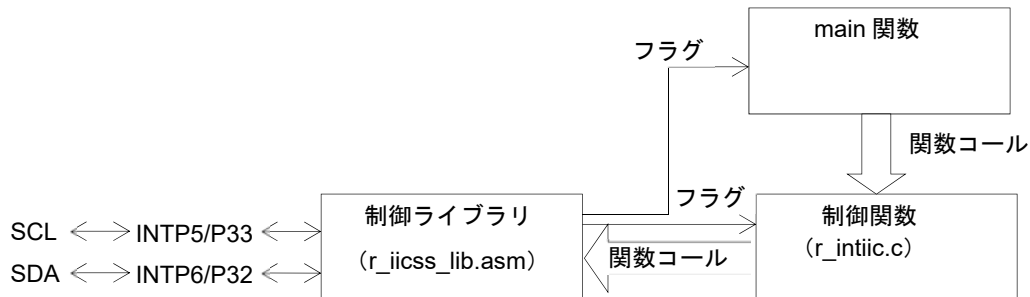 main 関数
フラグ
関数コール
制御ライブラリ
（r_iicss_lib.asm）
フラグ
関数コール
制御関数
（r_intiic.c）
SCL
INTP5/P33
SDA
INTP6/P32